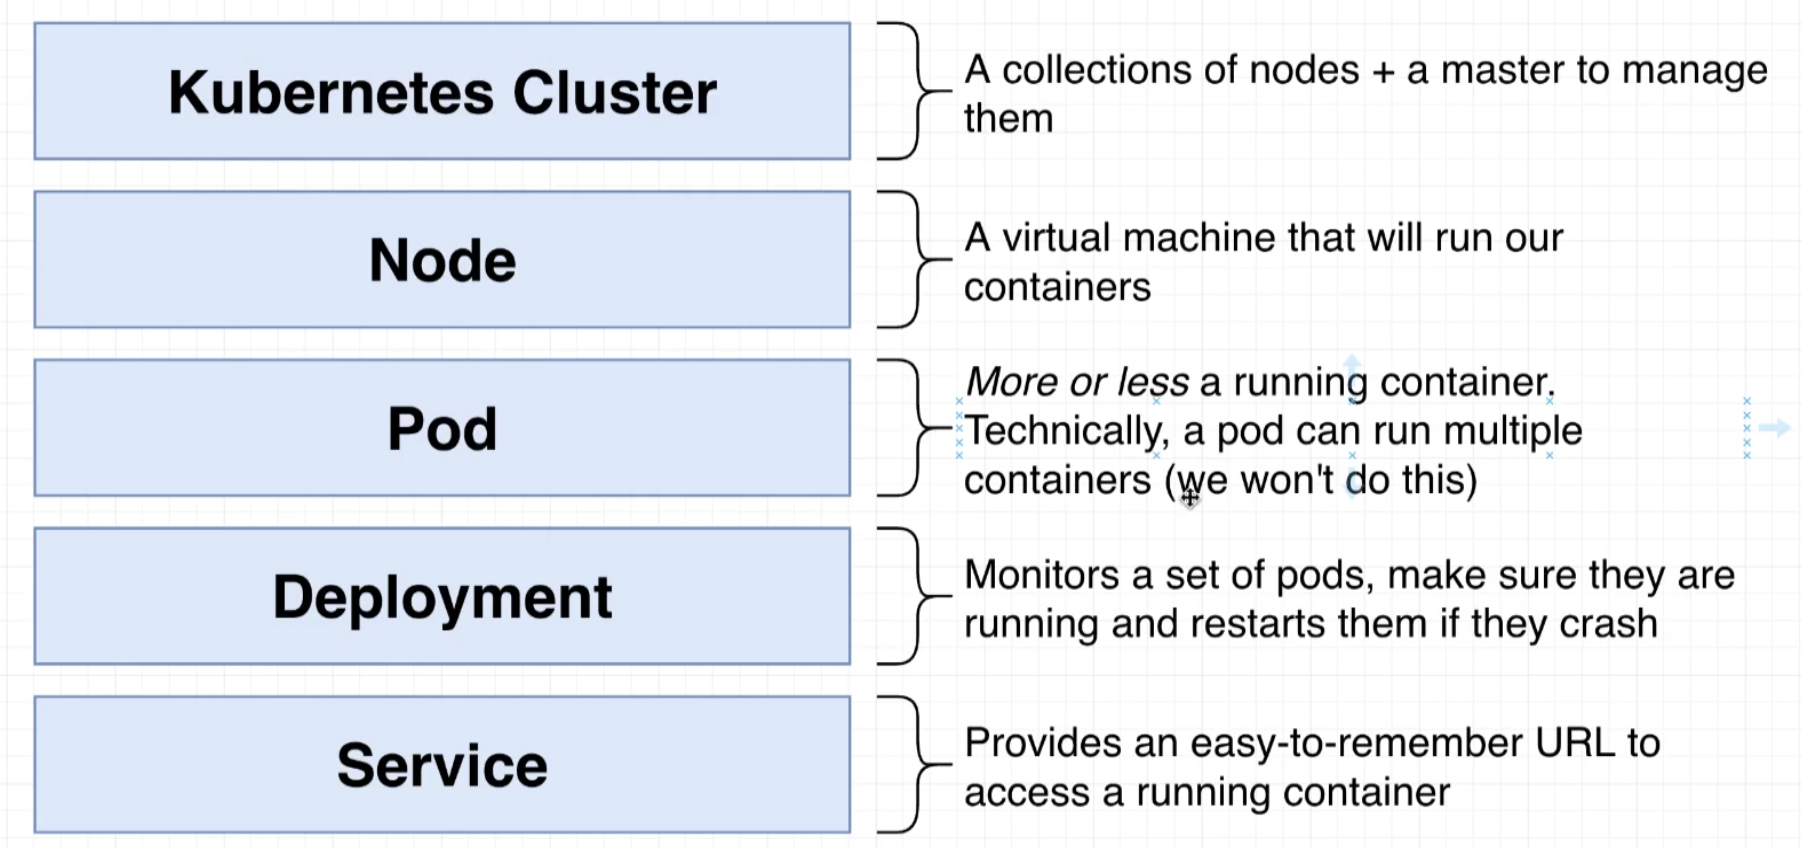 Kubernetes Cluster
A collections of nodes + a master to manage
them
Node
A virtual machine that will run our
containers
Pod
More or less a running container.
Technically, a pod can run multiple
containers (we won't do this)
Deployment
Monitors a set of pods, make sure they are
running and restarts them if they crash
Service
Provides an easy-to-remember URL to
access a running container